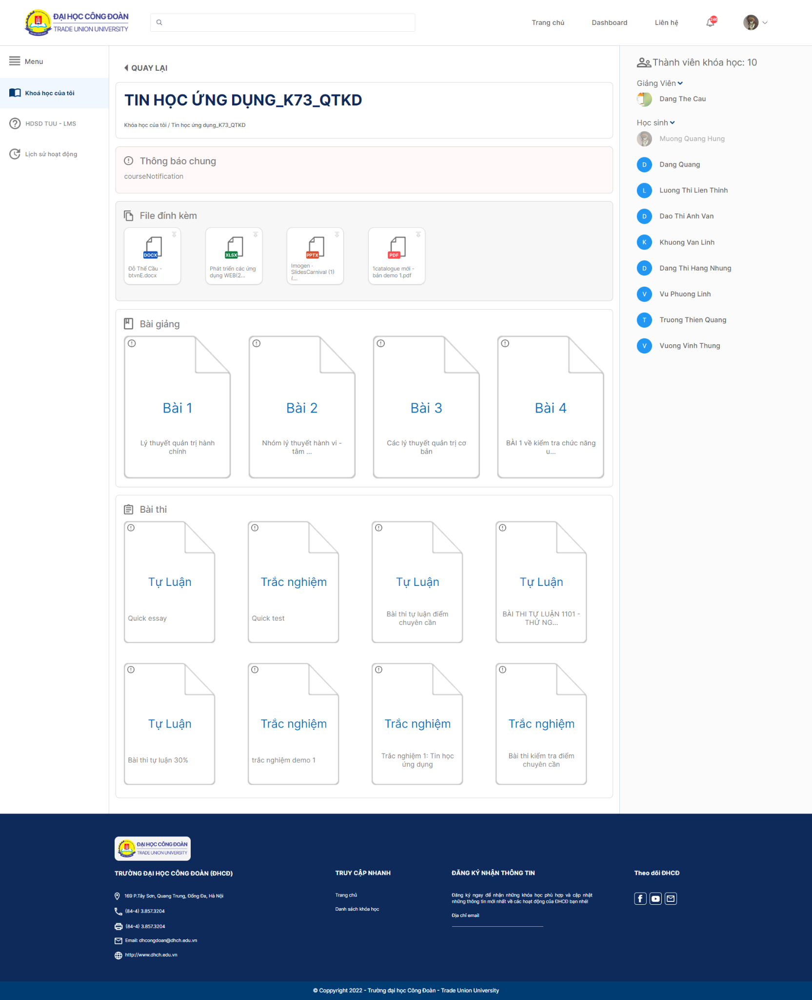 ĐẠI HỌC CÔNG ĐOÀN
TRADE UNION UNIVERSITY
Trang chủ
Dashboard
Liên hệ
246
Menu
Khoá học của tôi
HDSD TUU - LMS
Lịch sử hoạt động
QUAY LẠI
TIN HỌC ỨNG DỤNG_K73_QTKD
Khóa học của tôi / Tin học ứng dụng_K73_QTKD
Thông báo chung
courseNotification
File đính kèm
DOCX
Đỗ Thế Cầu -
btvnE.docx
XLSX
Phát triển các ứng
dụng WEB(2...
PPTX
Imogen ·
SlidesCarnival (1)
(...
PDF
1catalogue mới -
bản demo 1.pdf
Bài giảng
Bài 1
Lý thuyết quản trị hành
chính
Bài 2
Nhóm lý thuyết hành vi -
tâm ...
Bài 3
Các lý thuyết quản trị cơ
bản
Bài 4
BÀI 1 về kiểm tra chức năng
u...
Bài thi
Tự Luận
Quick essay
Trắc nghiệm
Quick test
Tự Luận
Bài thi tự luận điểm
chuyên cần
Tự Luận
BÀI THI TỰ LUẬN 1101 -
THỬ NG...
Tự Luận
Bài thi tự luận 30%
Trắc nghiệm
trắc nghiệm demo 1
Trắc nghiệm
Trắc nghiệm 1: Tin học
ứng dụng
Trắc nghiệm
Bài thi kiểm tra điểm
chuyên cần
Thành viên khóa học: 10
Giảng Viên
Dang The Cau
Học sinh
Muong Quang Hung
D
Dang Quang
L
Luong Thi Lien Thinh
D
Dao Thi Anh Van
K
Khuong Van Linh
D
Dang Thi Hang Nhung
V
Vu Phuong Linh
T
Truong Thien Quang
V
Vuong Vinh Thung
ĐẠI HỌC CÔNG ĐOÀN
TRADE UNION UNIVERSITY
TRƯỜNG ĐẠI HỌC CÔNG ĐOÀN (ĐHCĐ)
169 P.Tây Sơn, Quang Trung, Đống Đa, Hà Nội
(84-4) 3.857.3204
(84-4) 3.857.3204
Email: dhcongdoan@dhch.edu.vn
http://www.dhch.edu.vn
TRUY CẬP NHANH
Trang chủ
Danh sách khóa học
ĐĂNG KÝ NHẬN THÔNG TIN
Đăng ký ngay để nhận những khóa học phù hợp và cập nhật
những thông tin mới nhất về các hoạt động của ĐHCĐ bạn nhé!
Địa chỉ email
Theo dõi ĐHCĐ
© Coppyright 2022 - Trường đại học Công Đoàn - Trade Union University